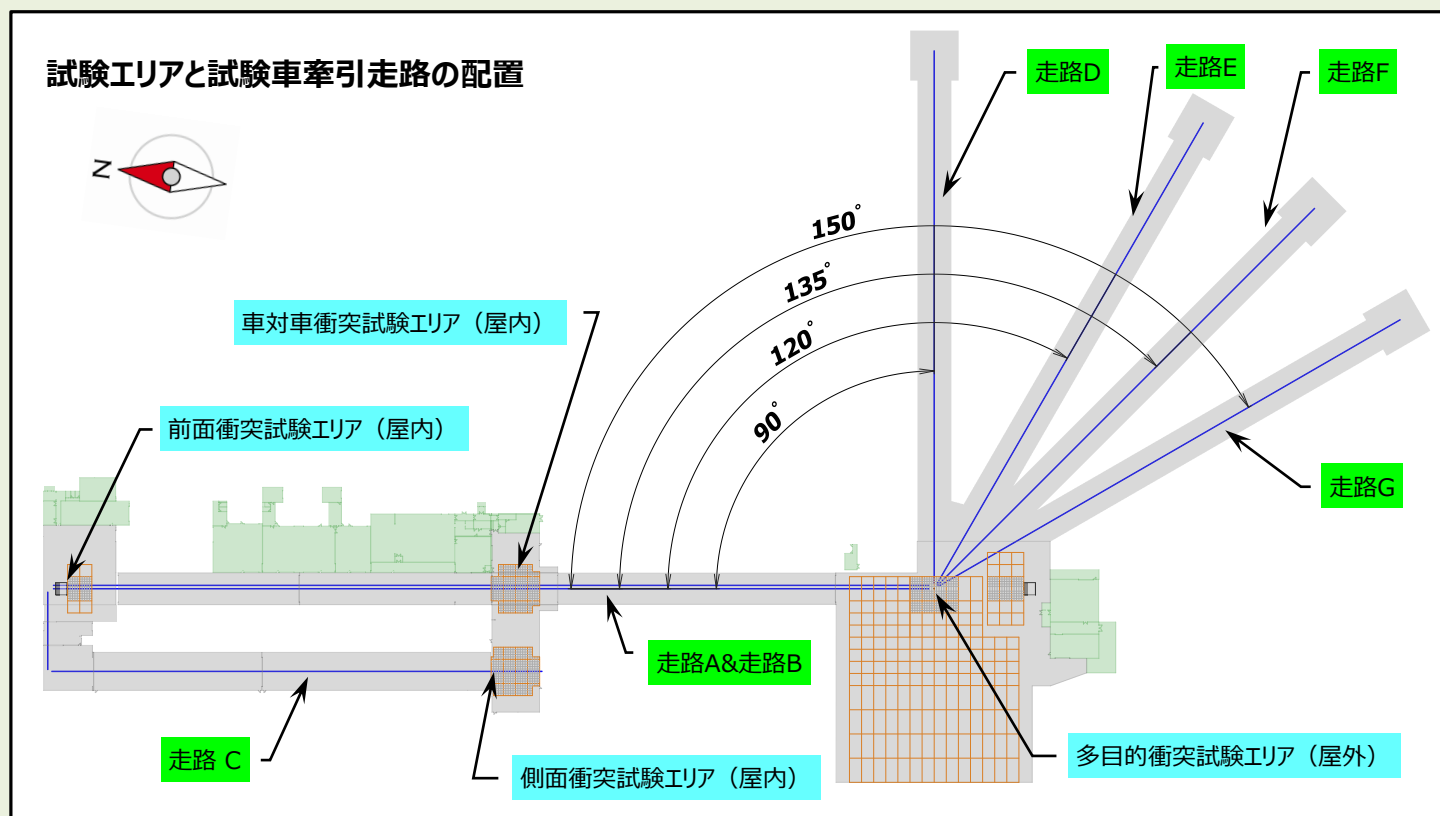 試験エリアと試験車牽引走路の配置
N
走路D
走路E
走路F
150°
135°
120°
90°
車対車衝突試験エリア（屋内）
前面衝突試験エリア（屋内）
走路G
走路A&走路B
走路 C
側面衝突試験エリア（屋内）
多目的衝突試験エリア（屋外）